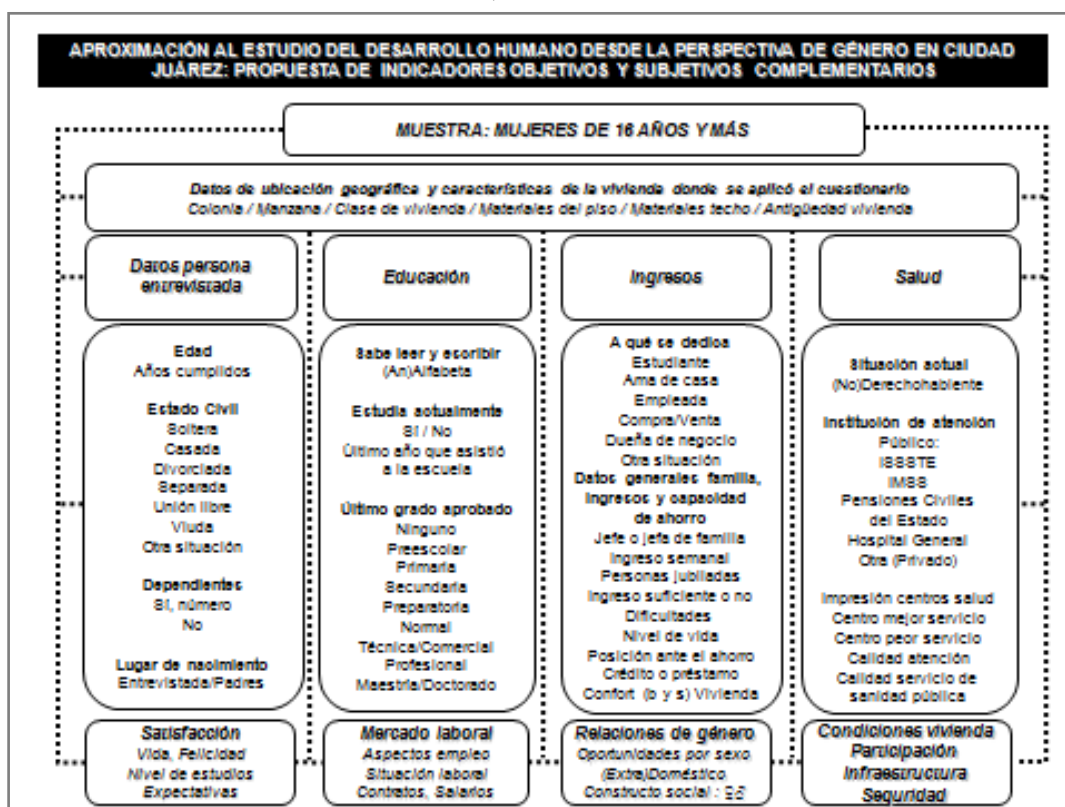 APROXIMACIÓN AL ESTUDIO DEL DESARROLLO HUMANO DESDE LA PERSPECTIVA DE GÉNERO EN CIUDAD
JUÁREZ: PROPUESTA DE INDICADORES OBJETIVOS Y SUBJETIVOS COMPLEMENTARIOS
MUESTRA: MUJERES DE 16 AÑOS Y MÁS
Datos de ubicación geográfica y características de la vivienda donde se aplicó el cuestionario
Colonia / Manzana / Clase de vivienda / Materiales del piso / Materiales techo / Antigüedad vivienda
Datos persona
entrevistada
Edad
Años cumplidos
Estado Civil
Soltera
Casada
Divorciada
Separada
Unión libre
Viuda
Otra situación
Dependientes
Sí, número
No
Lugar de nacimiento
Entrevistada/Padres
Satisfacción
Vida, Felicidad
Nivel de estudios
Expectativas
Educación
Sabe leer y escribir
(An)Alfabeta
Estudia actualmente
Sí / No
Último año que asistió
a la escuela
Último grado aprobado
Ninguno
Preescolar
Primaria
Secundaria
Preparatoria
Normal
Técnica/Comercial
Profesional
Maestría/Doctorado
Mercado laboral
Aspectos empleo
Situación laboral
Contratos, Salarios
Ingresos
A qué se dedica
Estudiante
Ama de casa
Empleada
Compra/Venta
Dueña de negocio
Otra situación
Datos generales familia,
ingresos y capacidad
de ahorro
Jefe o jefa de familia
Ingreso semanal
Personas jubiladas
Ingreso suficiente o no
Dificultades
Nivel de vida
Posición ante el ahorro
Crédito o préstamo
Confort (b y s) Vivienda
Relaciones de género
Oportunidades por sexo
(Extra)Doméstico
Constructo social :
Salud
Situación actual
(No)Derechohabiente
Institución de atención
Público:
ISSSTE
IMSS
Pensiones Civiles
del Estado
Hospital General
Otra (Privado)
Impresión centros salud
Centro mejor servicio
Centro peor servicio
Calidad atención
Calidad servicio de
sanidad pública
Condiciones vivienda
Participación
Infraestructura
Seguridad